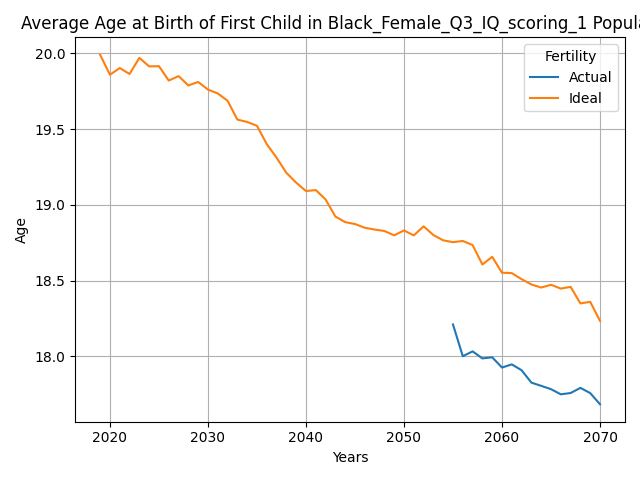 Average Age at Birth of First Child in Black_Female_Q3_IQ_scoring_1 Popula
Fertility
Actual
Ideal
20.0
19.5
19.0
18.5
18.0
Age
2020 2030 2040 2050 2060 2070
Years